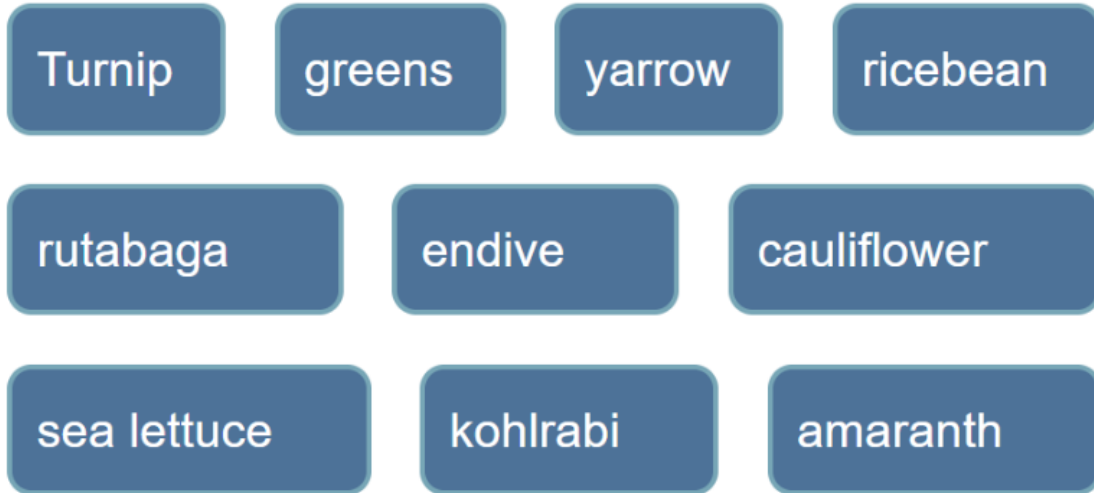 Turnip greens yarrow ricebean
rutabaga endive cauliflower
sea lettuce kohlrabi amaranth